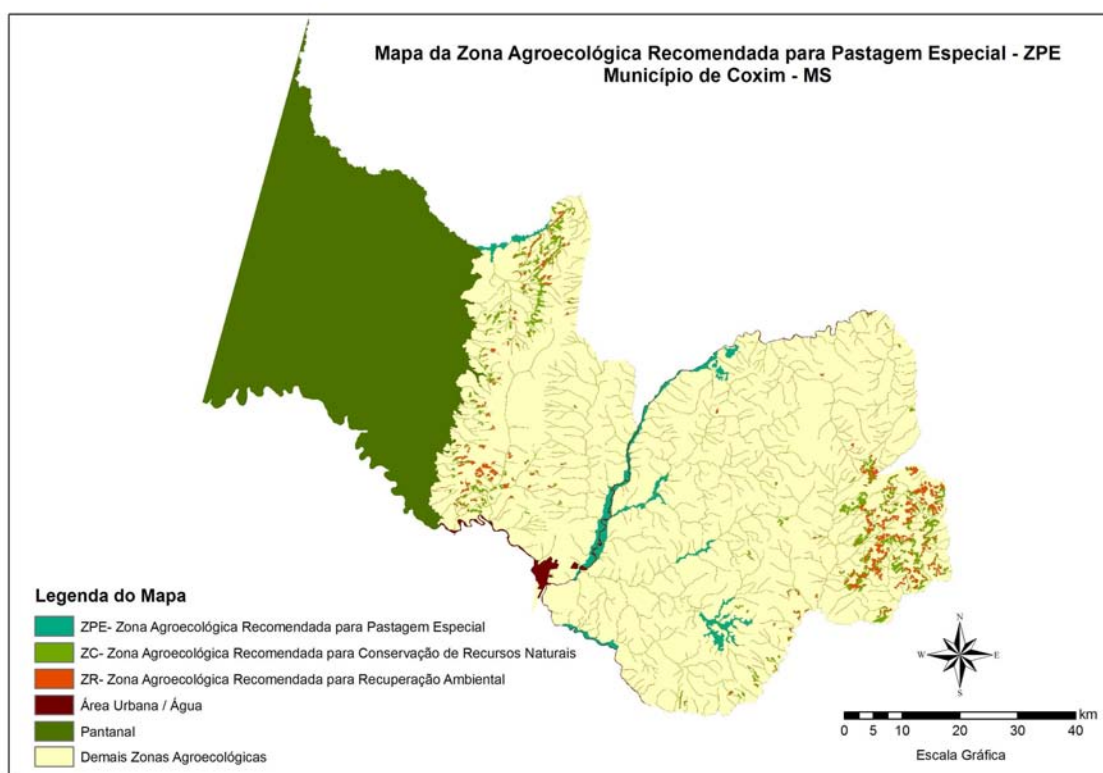 Mapa da Zona Agroecológica Recomendada para Pastagem Especial - ZPE
Município de Coxim - MS
Legenda do Mapa
ZPE- Zona Agroecológica Recomendada para Pastagem Especial
ZC- Zona Agroecológica Recomendada para Conservação de Recursos Naturais
ZR- Zona Agroecológica Recomendada para Recuperação Ambiental
Área Urbana / Água
Pantanal
Demais Zonas Agroecológicas
N
W E
S
km
0 5 10 20 30 40
Escala Gráfica